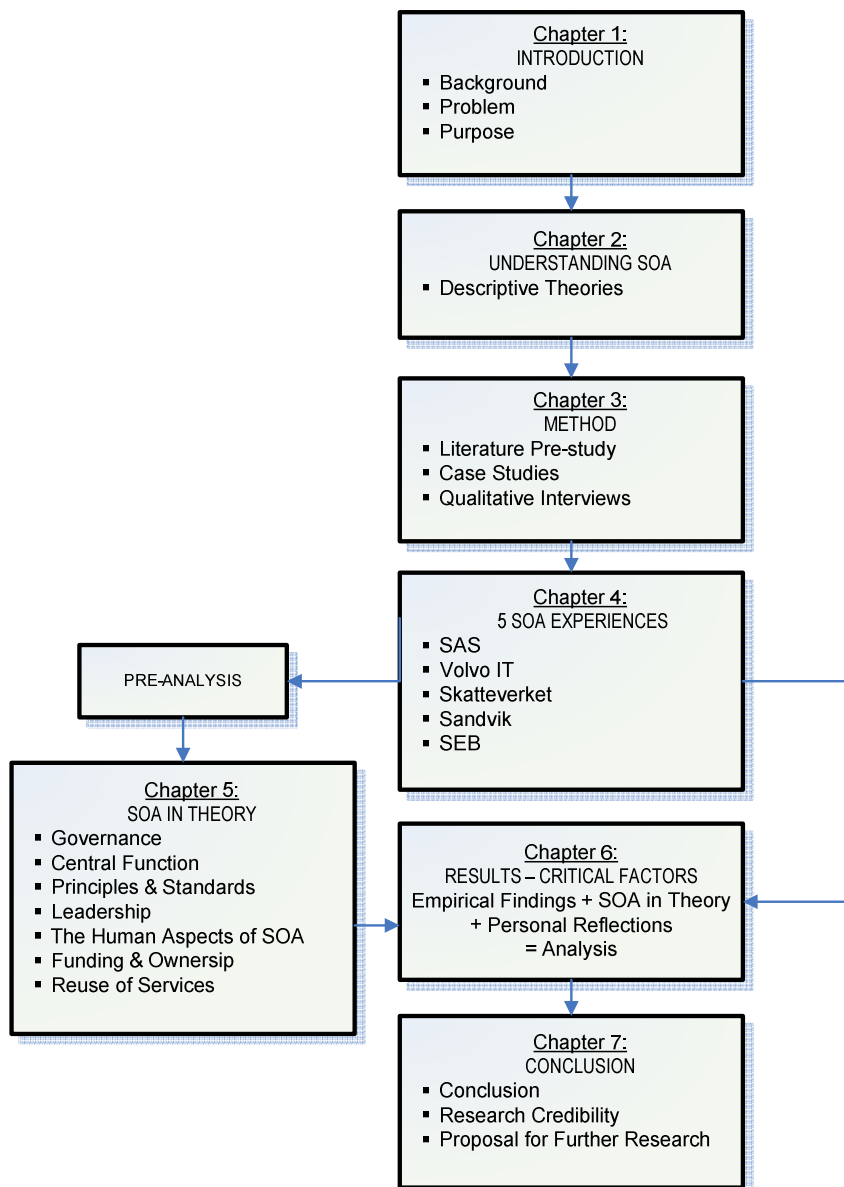 Chapter 1:
INTRODUCTION
▪ Background
▪ Problem
▪ Purpose
Chapter 2:
UNDERSTANDING SOA
▪ Descriptive Theories
Chapter 3:
METHOD
▪ Literature Pre-study
▪ Case Studies
▪ Qualitative Interviews
Chapter 4:
5 SOA EXPERIENCES
▪ SAS
▪ Volvo IT
▪ Skatteverket
▪ Sandvik
▪ SEB
PRE-ANALYSIS
Chapter 5:
SOA IN THEORY
▪ Governance
▪ Central Function
▪ Principles & Standards
▪ Leadership
▪ The Human Aspects of SOA
▪ Funding & Ownersip
▪ Reuse of Services
Chapter 6:
RESULTS – CRITICAL FACTORS
Empirical Findings + SOA in Theory
+ Personal Reflections
= Analysis
Chapter 7:
CONCLUSION
▪ Conclusion
▪ Research Credibility
▪ Proposal for Further Research